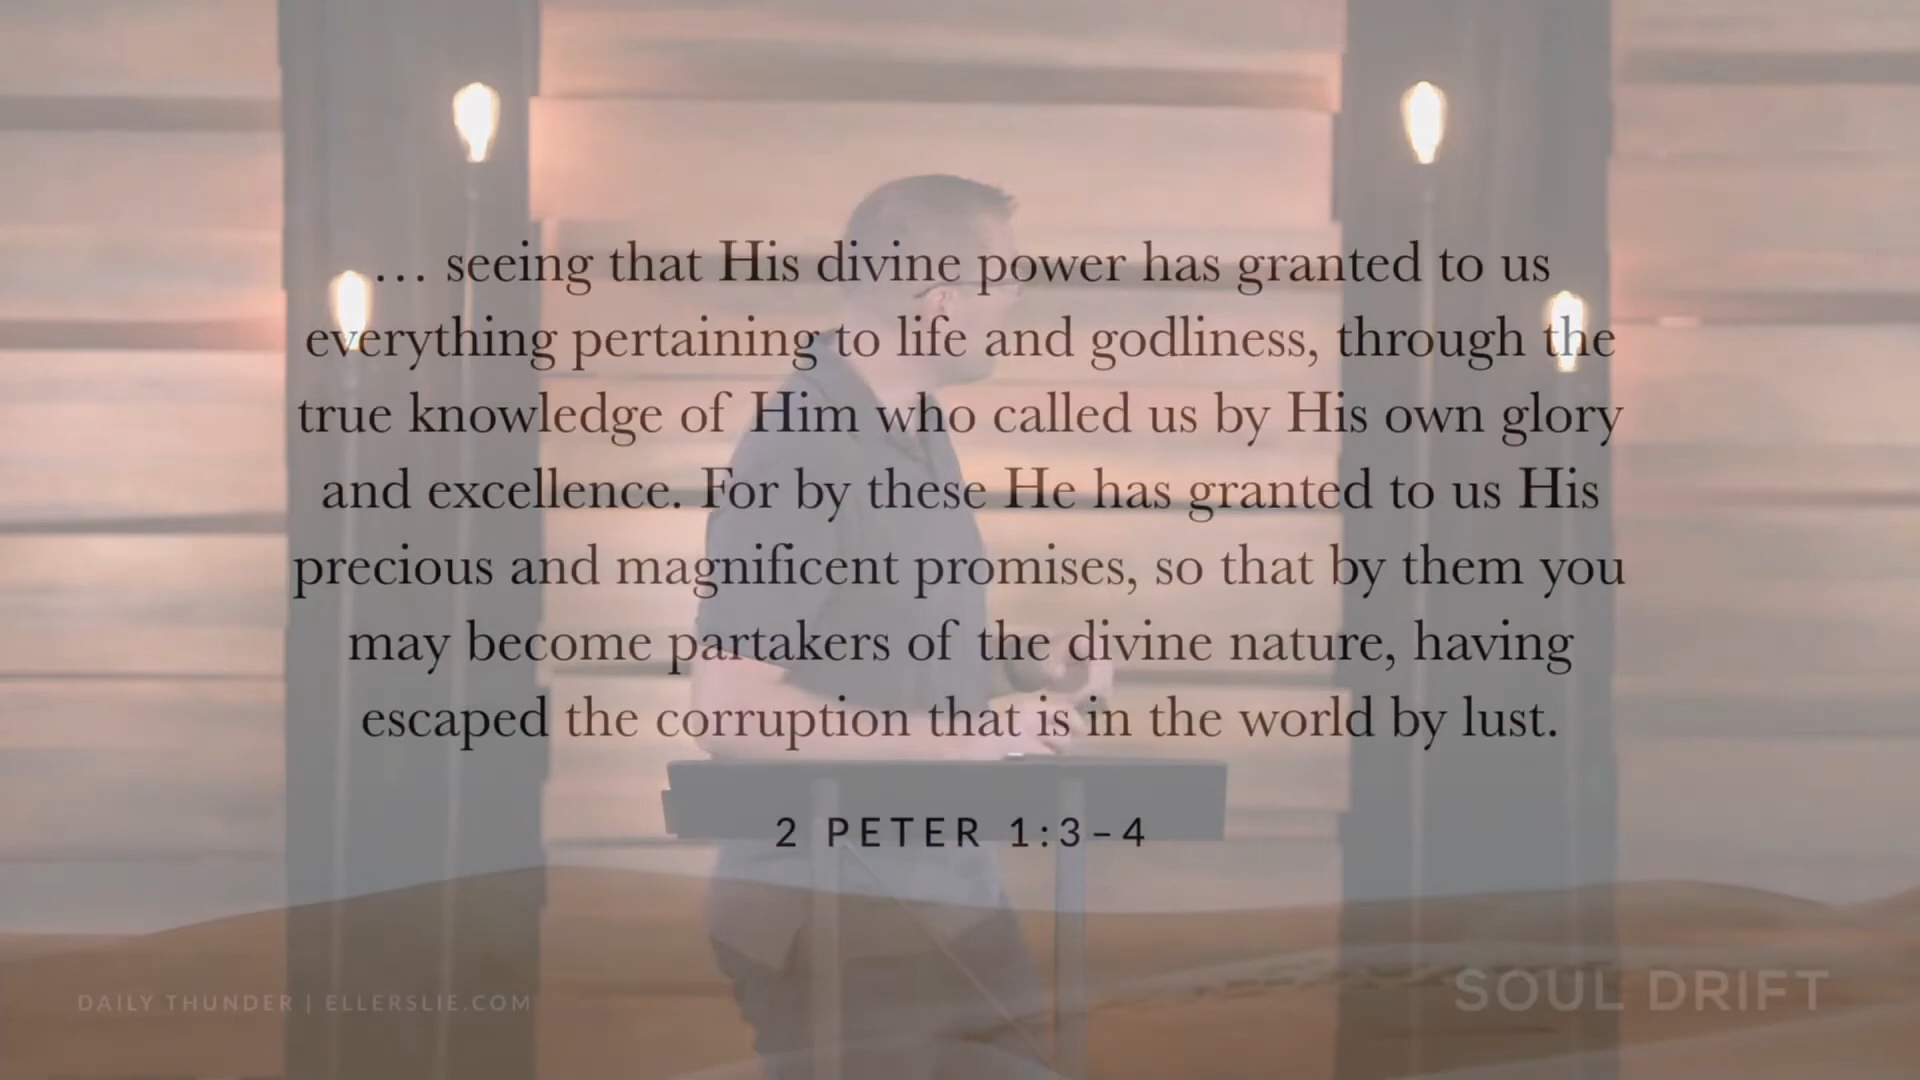 ... seeing that His divine power has granted to us
everything pertaining to life and godliness, through the
true knowledge of Him who called us by His own glory
and excellence. For by these He has granted to us His
precious and magnificent promises, so that by them you
may become partakers of the divine nature, having
escaped the corruption that is in the world by lust.
2 PETER 1:3–4
DAILY THUNDER | ELLERSLIE.COM
SOUL DRIFT